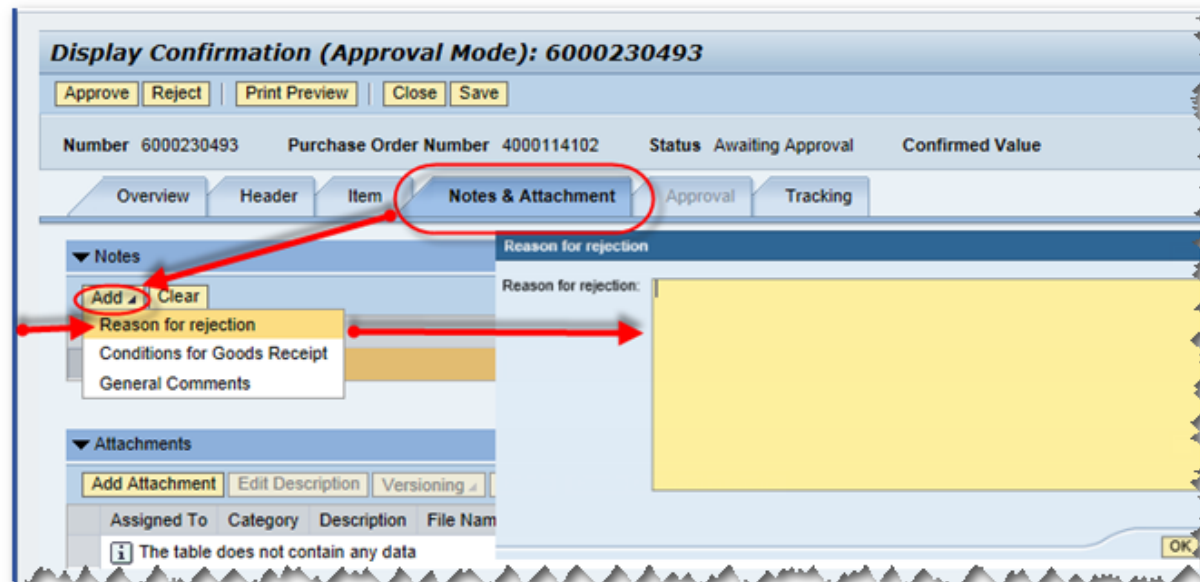 Display Confirmation (Approval Mode): 6000230493
Approve Reject Print Preview Close Save
Number 6000230493 Purchase Order Number 4000114102 Status Awaiting Approval Confirmed Value
Overview Header Item Notes & Attachment Approval Tracking
Notes
Add Clear
Reason for rejection
Conditions for Goods Receipt
General Comments
Reason for rejection
Reason for rejection:
OK
Attachments
Add Attachment Edit Description Versioning
Assigned To Category Description File Nam
The table does not contain any data